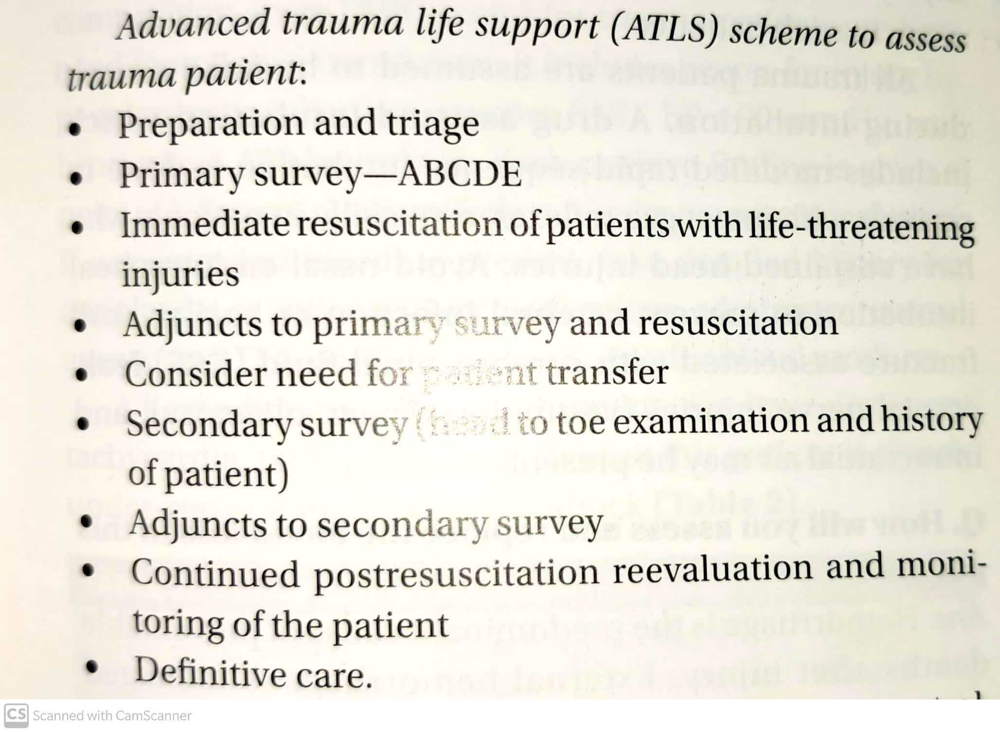 Advanced trauma life support (ATLS) scheme to assess
trauma patient:
• Preparation and triage
• Primary survey—ABCDE
• Immediate resuscitation of patients with life-threatening
injuries
• Adjuncts to primary survey and resuscitation
• Consider need for patient transfer
• Secondary survey (head to toe examination and history
of patient)
• Adjuncts to secondary survey
• Continued postresuscitation reevaluation and moni-
toring of the patient
• Definitive care.
CS Scanned with CamScanner